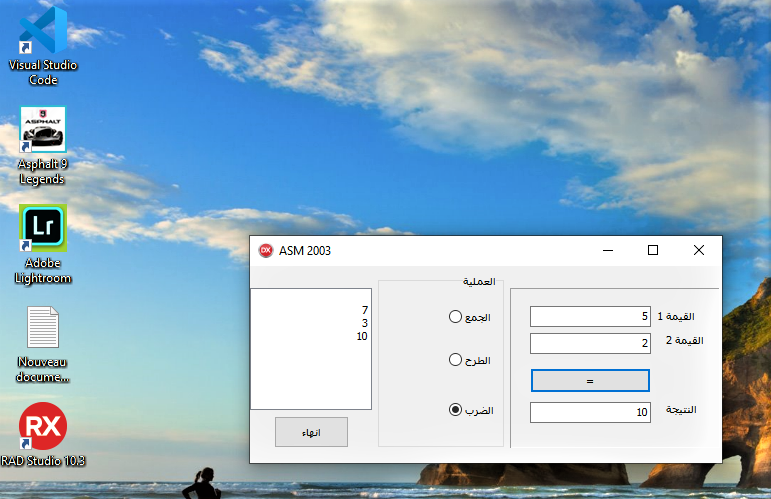 Visual Studio
Code
ASPHALT
Asphalt 9
Legends
Lr
Adobe
Lightroom
Nouveau
docume...
RX
RAD Studio 10.3
DX
ASM 2003
7
3
10
انهاء
العملية
الجمع
الطرح
الضرب
القيمة 1
5
القيمة 2
2
=
النتيجة
10